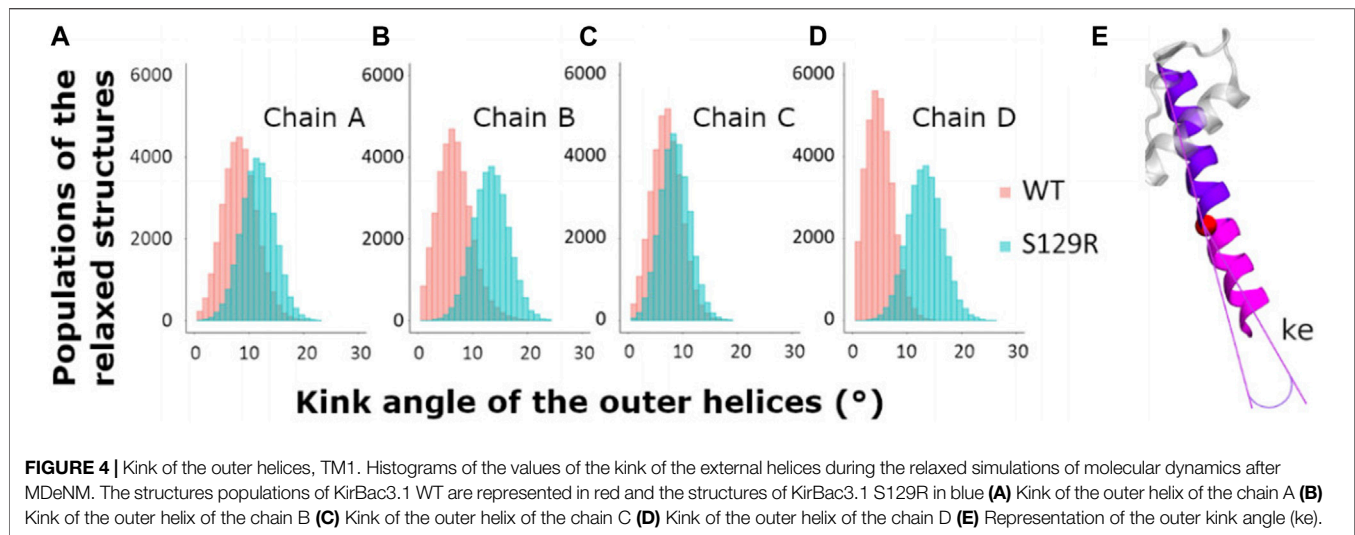 A B C D E
Populations of the
relaxed structures
6000 4000 2000 0
Chain A
0 10 20 30
6000 4000 2000 0
Chain B
0 10 20 30
6000 4000 2000 0
Chain C
0 10 20 30
6000 4000 2000 0
Chain D
0 10 20 30
WT
S129R
ke
Kink angle of the outer helices (°)
FIGURE 4 | Kink of the outer helices, TM1. Histograms of the values of the kink of the external helices during the relaxed simulations of molecular dynamics after
MDeNM. The structures populations of KirBac3.1 WT are represented in red and the structures of KirBac3.1 S129R in blue (A) Kink of the outer helix of the chain A (B)
Kink of the outer helix of the chain B (C) Kink of the outer helix of the chain C (D) Kink of the outer helix of the chain D (E) Representation of the outer kink angle (ke).